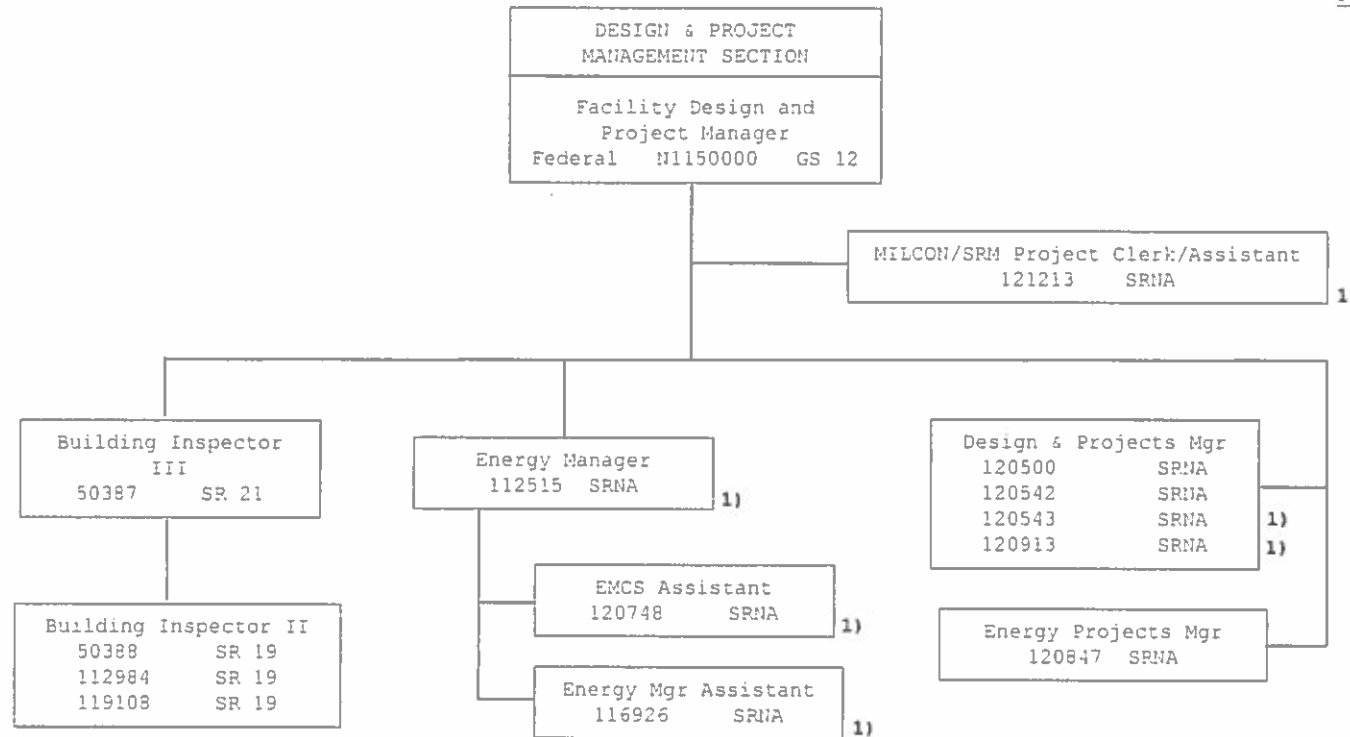 DESIGN & PROJECT
MANAGEMENT SECTION
Facility Design and
Project Manager
Federal N1150000 GS 12
MILCON/SRM Project Clerk/Assistant
121213 SRNA
1
Building Inspector
III
50387 SR 21
Energy Manager
112515 SRNA
1)
Design & Projects Mgr
120500 SRNA
120542 SRNA
120543 SRNA 1)
120913 SRNA 1)
Building Inspector II
50388 SR 19
112984 SR 19
119108 SR 19
EMCS Assistant
120748 SRNA
1)
Energy Mgr Assistant
116926 SRNA
1)
Energy Projects Mgr
120847 SRNA